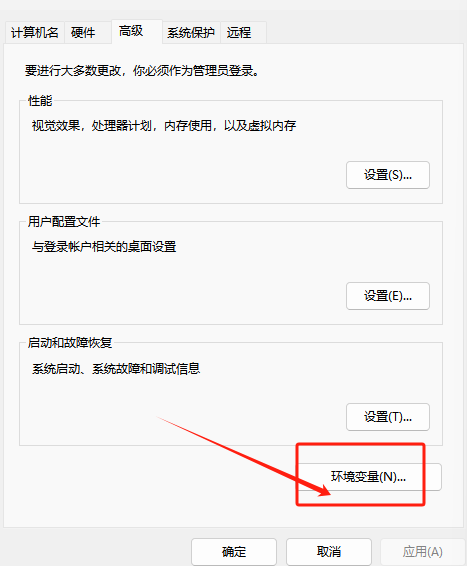 计算机名 硬件 高级 系统保护 远程
要进行大多数更改，你必须作为管理员登录。
性能
视觉效果，处理器计划，内存使用，以及虚拟内存
设置(S)...
用户配置文件
与登录帐户相关的桌面设置
设置(E)...
启动和故障恢复
系统启动、系统故障和调试信息
设置(T)...
环境变量(N)...
确定 取消 应用(A)